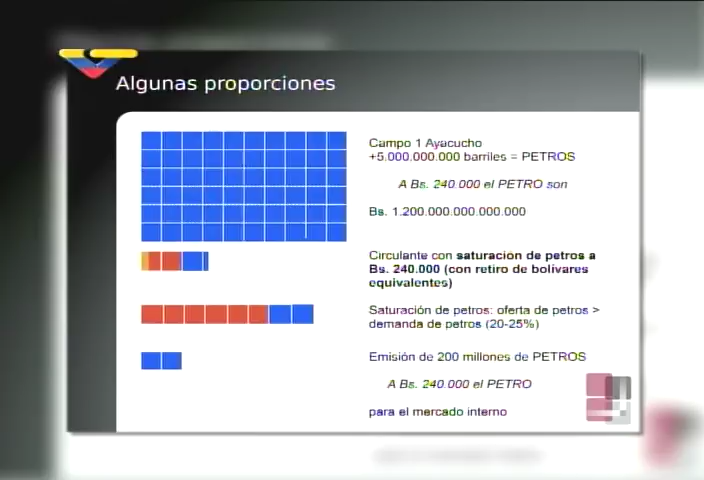 Algunas proporciones
Campo 1 Ayacucho
+5.000.000.000 barriles = PETROS
A Bs. 240.000 el PETRO son
Bs. 1.200.000.000.000.000
Circulante con saturación de petros a
Bs. 240.000 (con retiro de bolívares
equivalentes)
Saturación de petros: oferta de petros >
demanda de petros (20-25%)
Emisión de 200 millones de PETROS
A Bs. 240.000 el PETRO
para el mercado interno